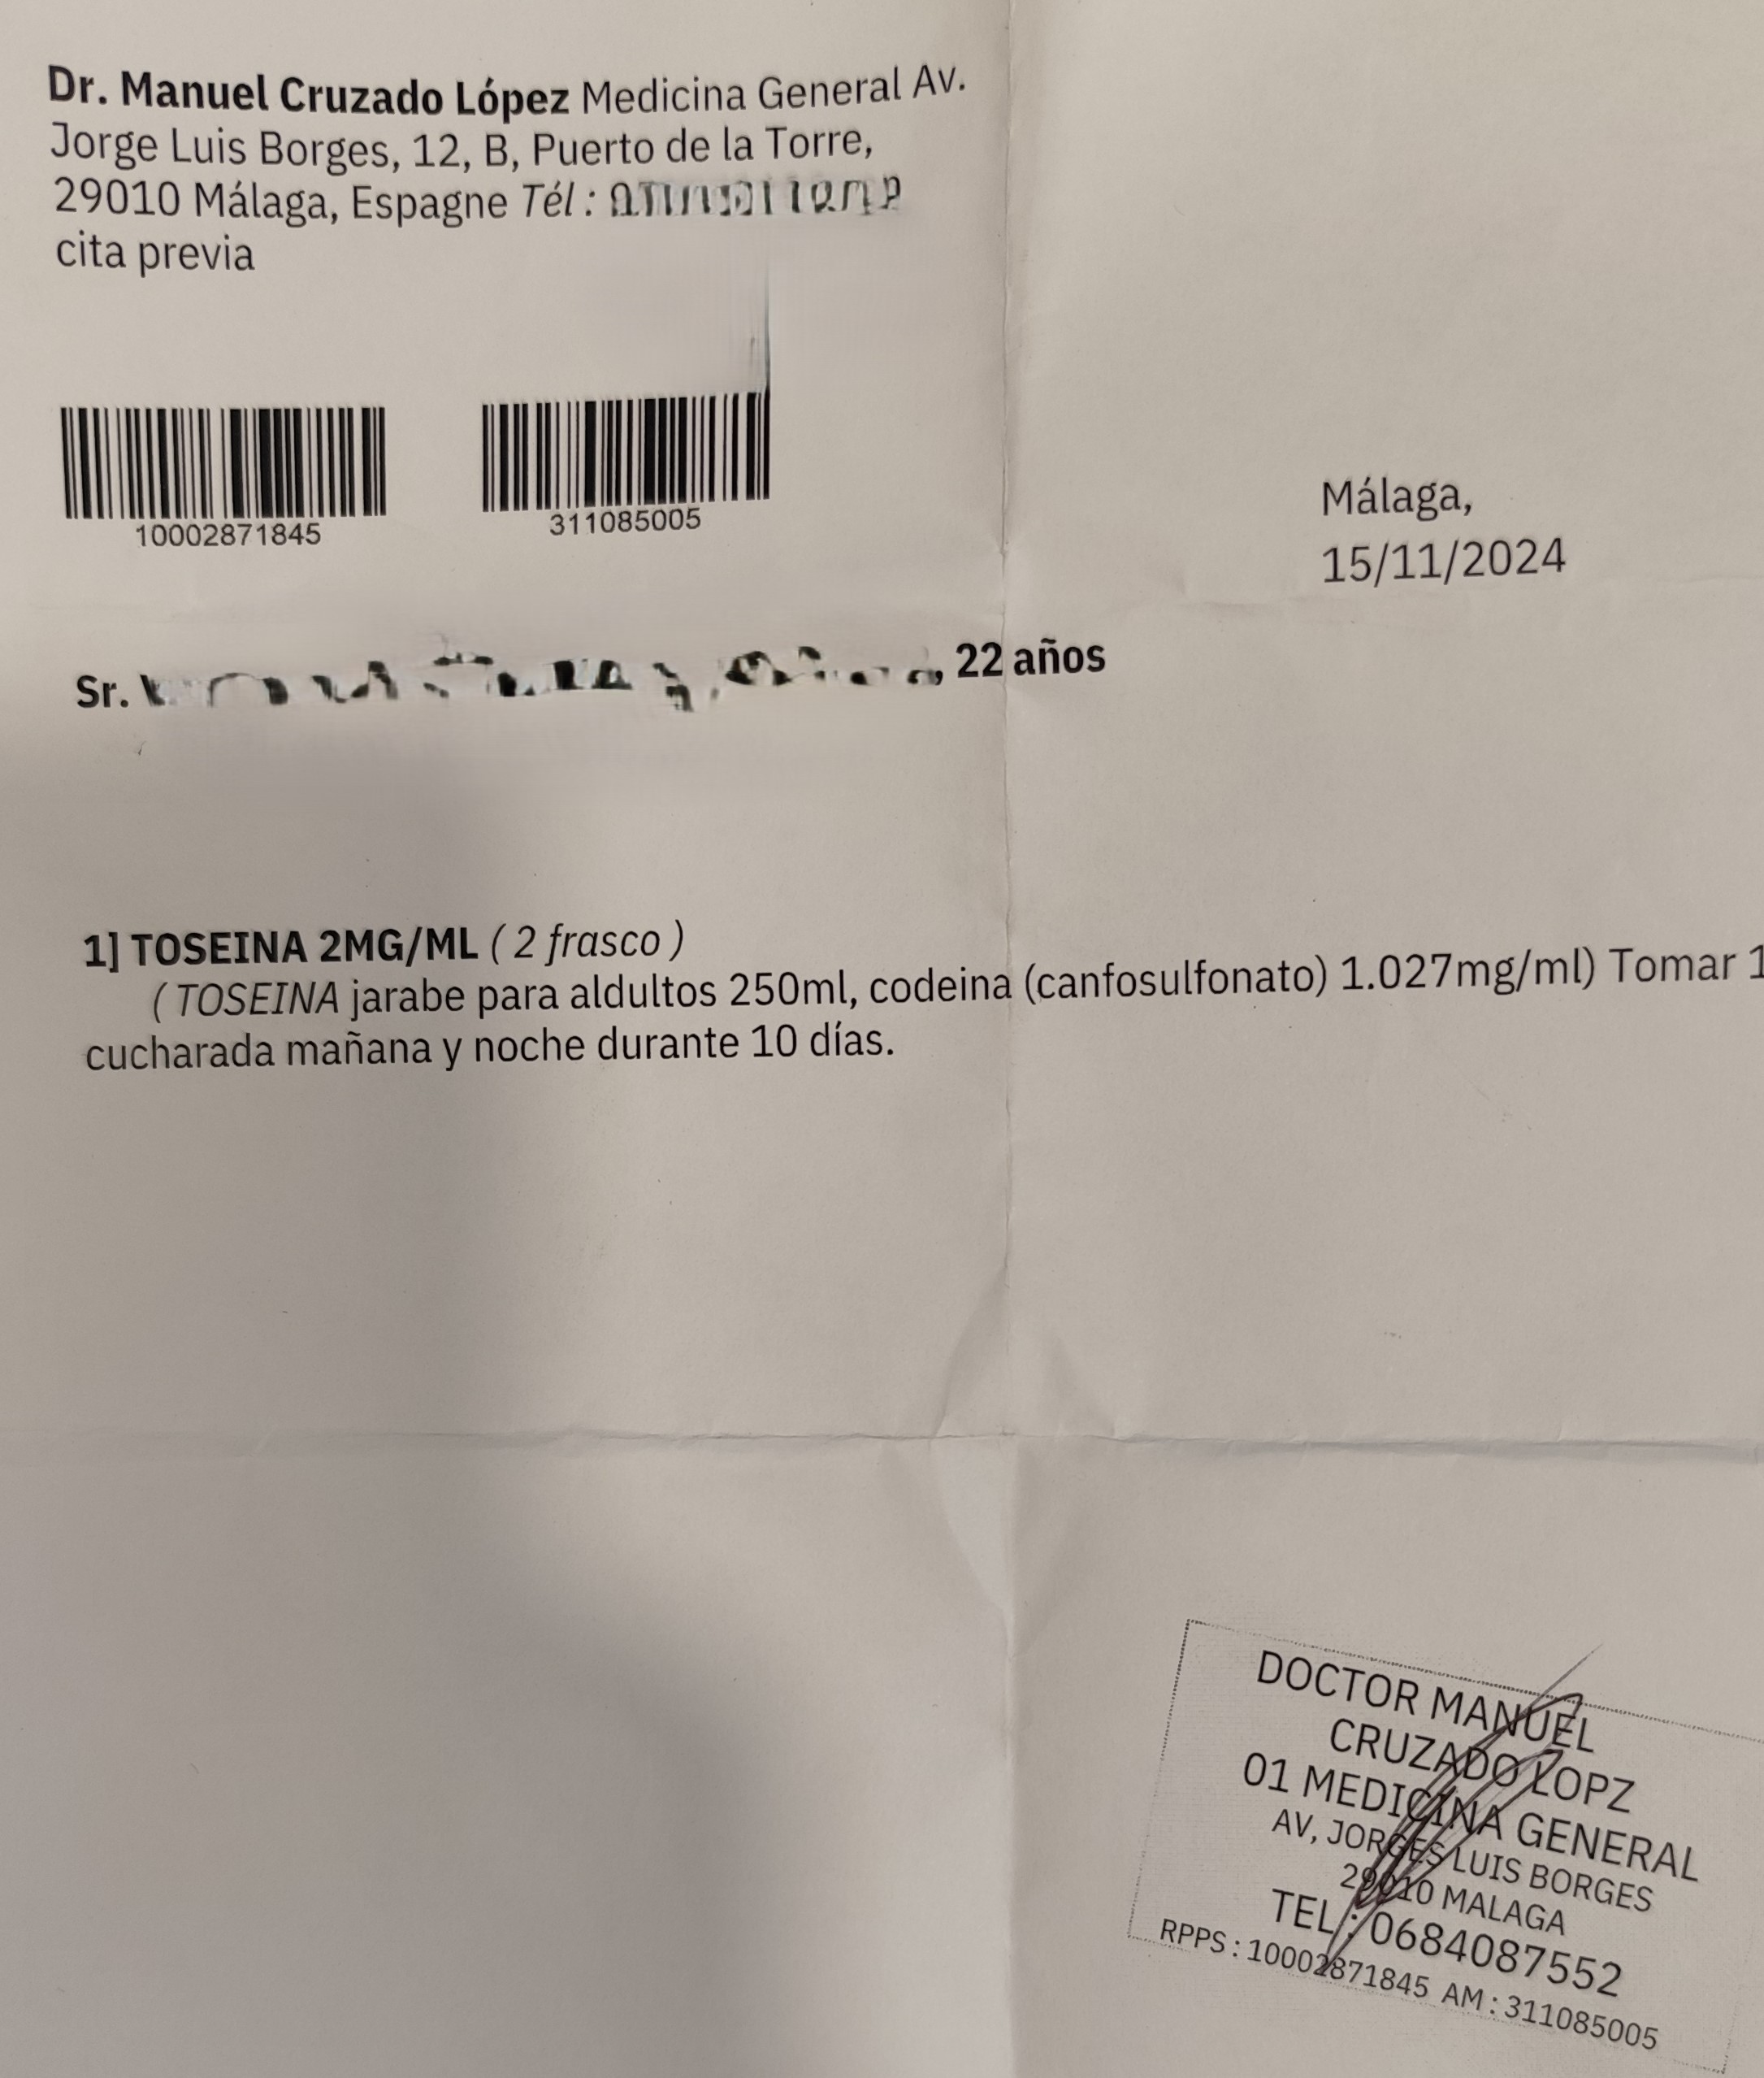 Dr. Manuel Cruzado López Medicina General Av.
Jorge Luis Borges, 12, B, Puerto de la Torre,
29010 Málaga, Espagne Tél :
cita previa
10002871845 311085005
Málaga,
15/11/2024
Sr. , 22 años
1] TOSEINA 2MG/ML ( 2 frasco )
( TOSEINA jarabe para aldultos 250ml, codeina (canfosulfonato) 1.027mg/ml) Tomar 1
cucharada mañana y noche durante 10 días.
DOCTOR MANUEL
CRUZADO LOPZ
01 MEDICINA GENERAL
AV, JORGES LUIS BORGES
29010 MALAGA
TEL : 0684087552
RPPS : 10002871845 AM : 311085005